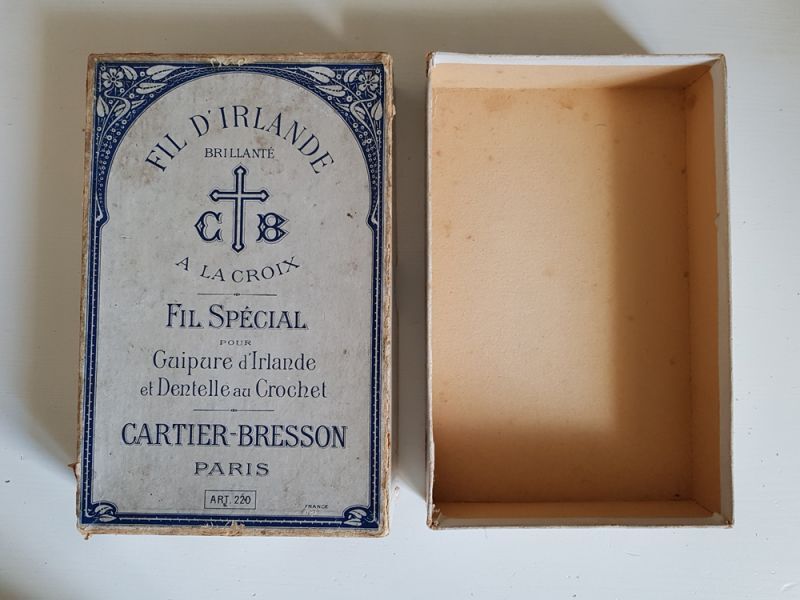 FIL D'IRLANDE
BRILLANTÉ
C B
A LA CROIX
FIL SPÉCIAL
POUR
Guipure d'Irlande
et Dentelle au Crochet
CARTIER-BRESSON
PARIS
ART. 220
FRANCE